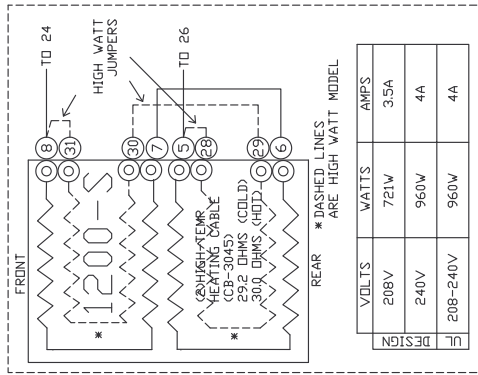 FRONT
8
31
30
7
5
28
29
6
TO 24
HIGH WATT
JUMPERS
TO 26
1200-S
*
*
(2)HIGH-TEMP
HEATING CABLE
(CB-3045)
29.2 OHMS (COLD)
30.0 OHMS (HOT)
REAR
*DASHED LINES
ARE HIGH WATT MODEL
VOLTS WATTS AMPS
DESIGN
208V 721W 3.5A
240V 960W 4A
UL 208-240V 960W 4A